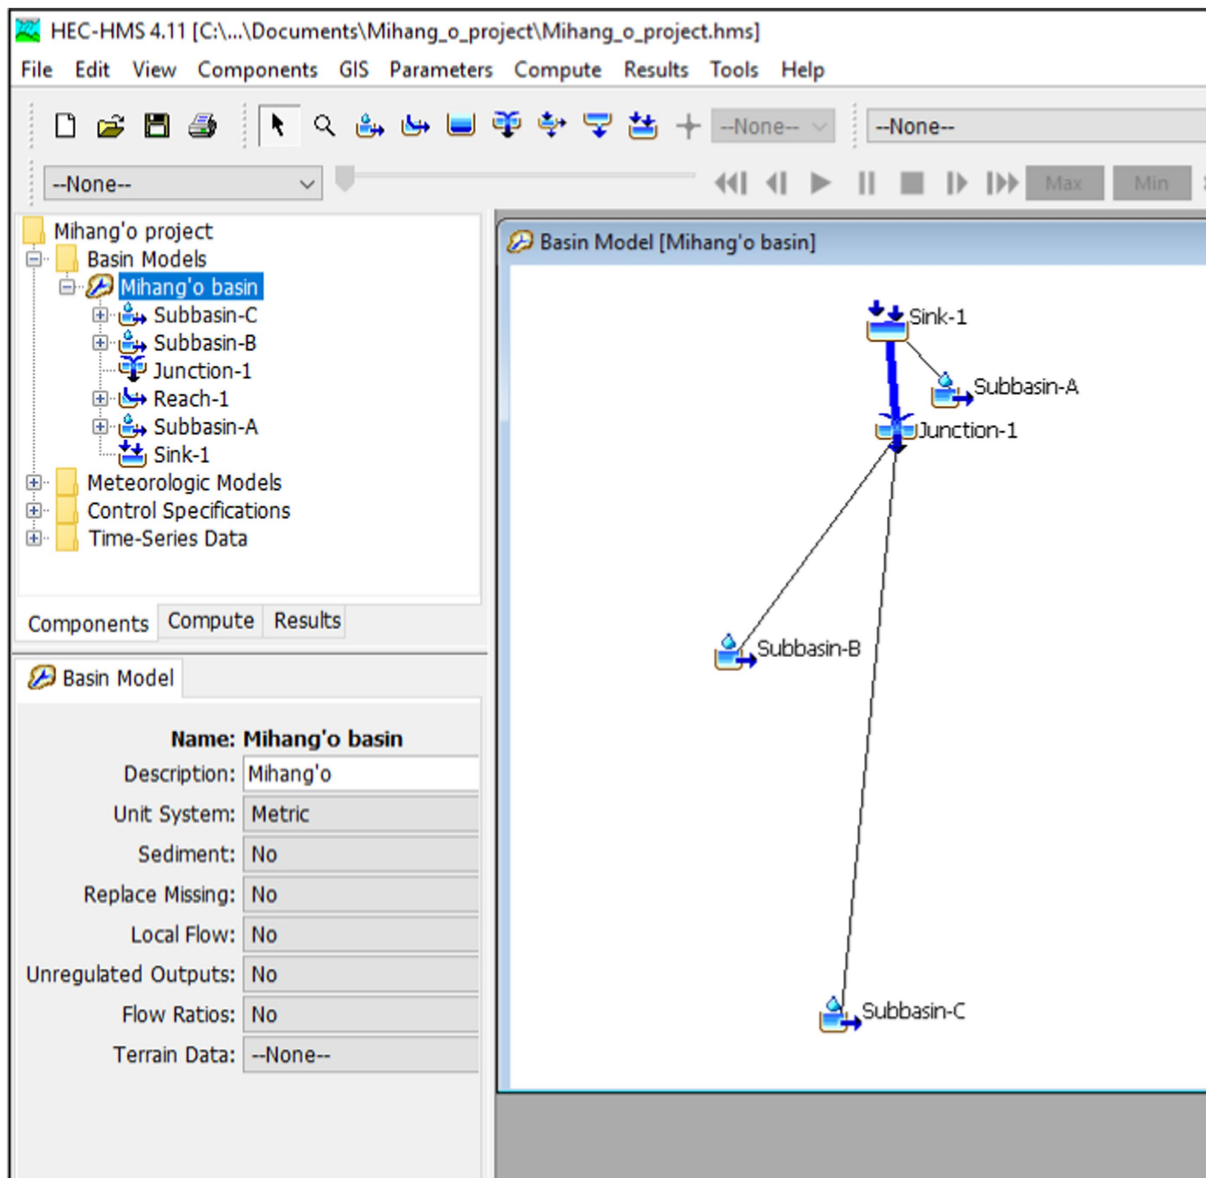 HEC-HMS 4.11 [C:\...\Documents\Mihang_o_project\Mihang_o_project.hms]
File Edit View Components GIS Parameters Compute Results Tools Help
--None-- --None--
--None-- Max Min
Mihang'o project
Basin Models
Mihang'o basin
Subbasin-C
Subbasin-B
Junction-1
Reach-1
Subbasin-A
Sink-1
Meteorologic Models
Control Specifications
Time-Series Data
Components Compute Results
Basin Model
Name: Mihang'o basin
Description: Mihang'o
Unit System: Metric
Sediment: No
Replace Missing: No
Local Flow: No
Unregulated Outputs: No
Flow Ratios: No
Terrain Data: --None--
Basin Model [Mihang'o basin]
Sink-1
Subbasin-A
Junction-1
Subbasin-B
Subbasin-C